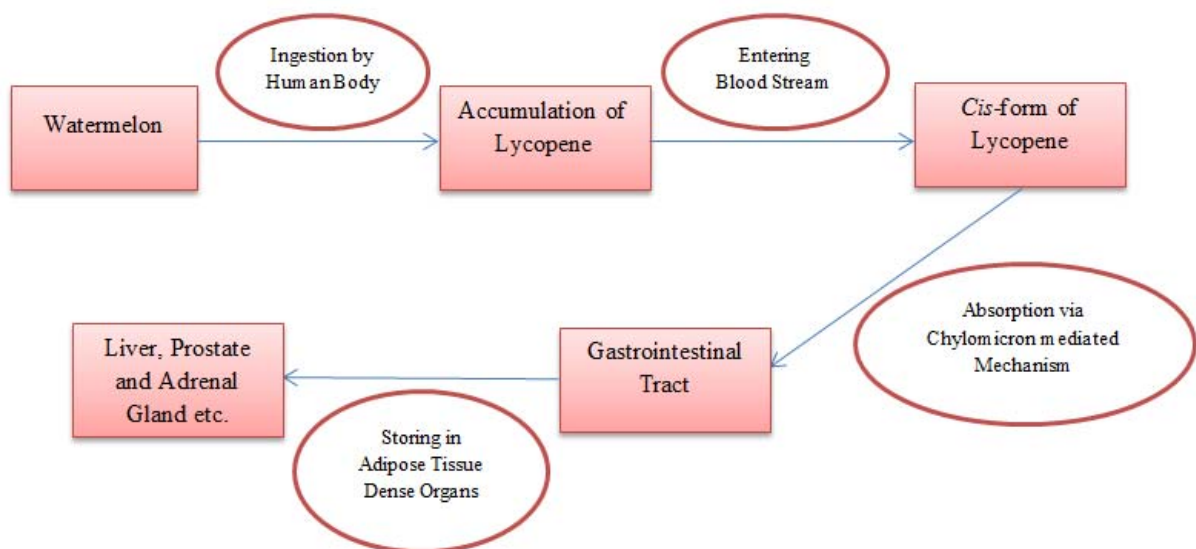 Watermelon
Ingestion by
Human Body
Accumulation of
Lycopene
Entering
Blood Stream
Cis-form of
Lycopene
Absorption via
Chylomicron mediated
Mechanism
Gastrointestinal
Tract
Storing in
Adipose Tissue
Dense Organs
Liver, Prostate
and Adrenal
Gland etc.